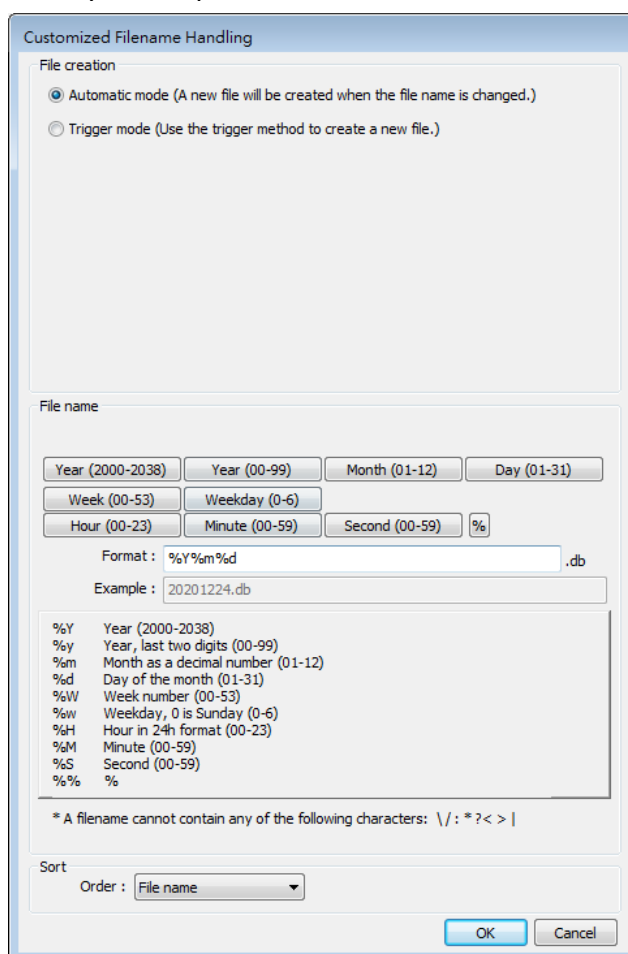 Customized Filename Handling
File creation
Automatic mode (A new file will be created when the file name is changed.)
Trigger mode (Use the trigger method to create a new file.)
File name
Year (2000-2038) Year (00-99) Month (01-12) Day (01-31)
Week (00-53) Weekday (0-6)
Hour (00-23) Minute (00-59) Second (00-59) %
Format : %Y%m%d .db
Example : 20201224.db
%Y Year (2000-2038)
%y Year, last two digits (00-99)
%m Month as a decimal number (01-12)
%d Day of the month (01-31)
%W Week number (00-53)
%w Weekday, 0 is Sunday (0-6)
%H Hour in 24h format (00-23)
%M Minute (00-59)
%S Second (00-59)
%% %
* A filename cannot contain any of the following characters: \ / : * ? < > |
Sort
Order : File name
OK Cancel